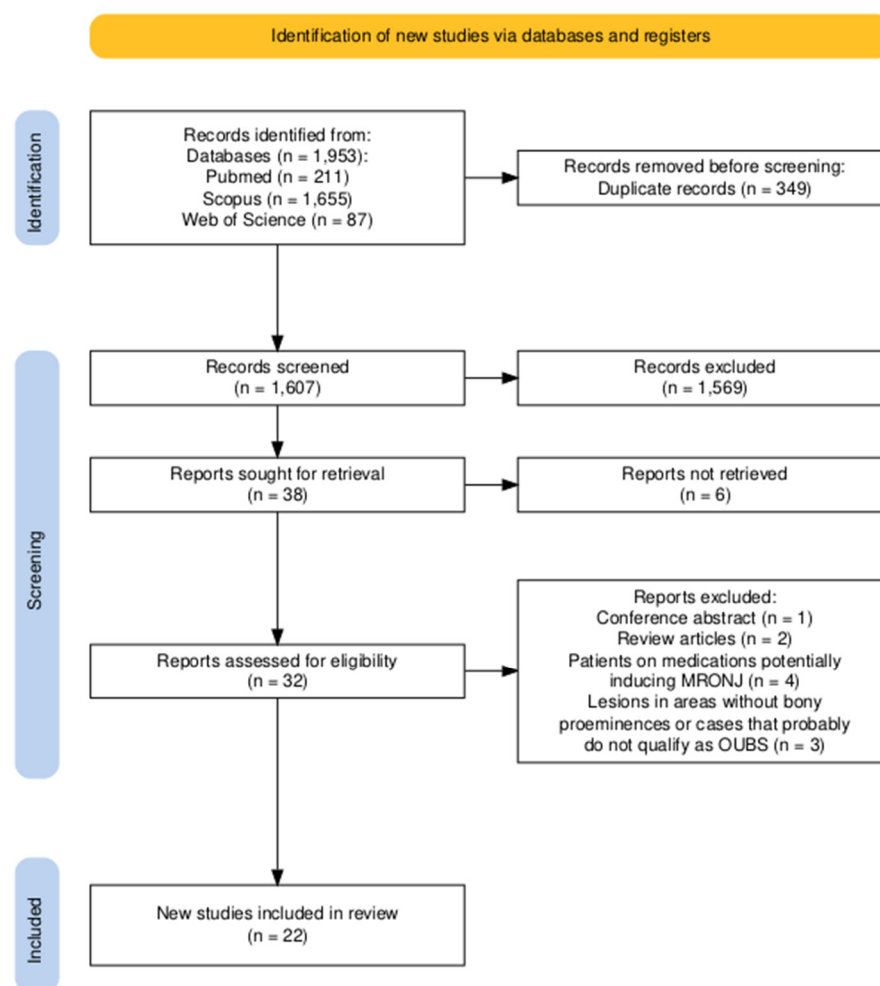 Identification of new studies via databases and registers
Identification
Records identified from:
Databases (n = 1,953):
Pubmed (n = 211)
Scopus (n = 1,655)
Web of Science (n = 87)
Records removed before screening:
Duplicate records (n = 349)
Screening
Records screened
(n = 1,607)
Records excluded
(n = 1,569)
Reports sought for retrieval
(n = 38)
Reports not retrieved
(n = 6)
Reports assessed for eligibility
(n = 32)
Reports excluded:
Conference abstract (n = 1)
Review articles (n = 2)
Patients on medications potentially
inducing MRONJ (n = 4)
Lesions in areas without bony
proeminences or cases that probably
do not qualify as OUBS (n = 3)
Included
New studies included in review
(n = 22)